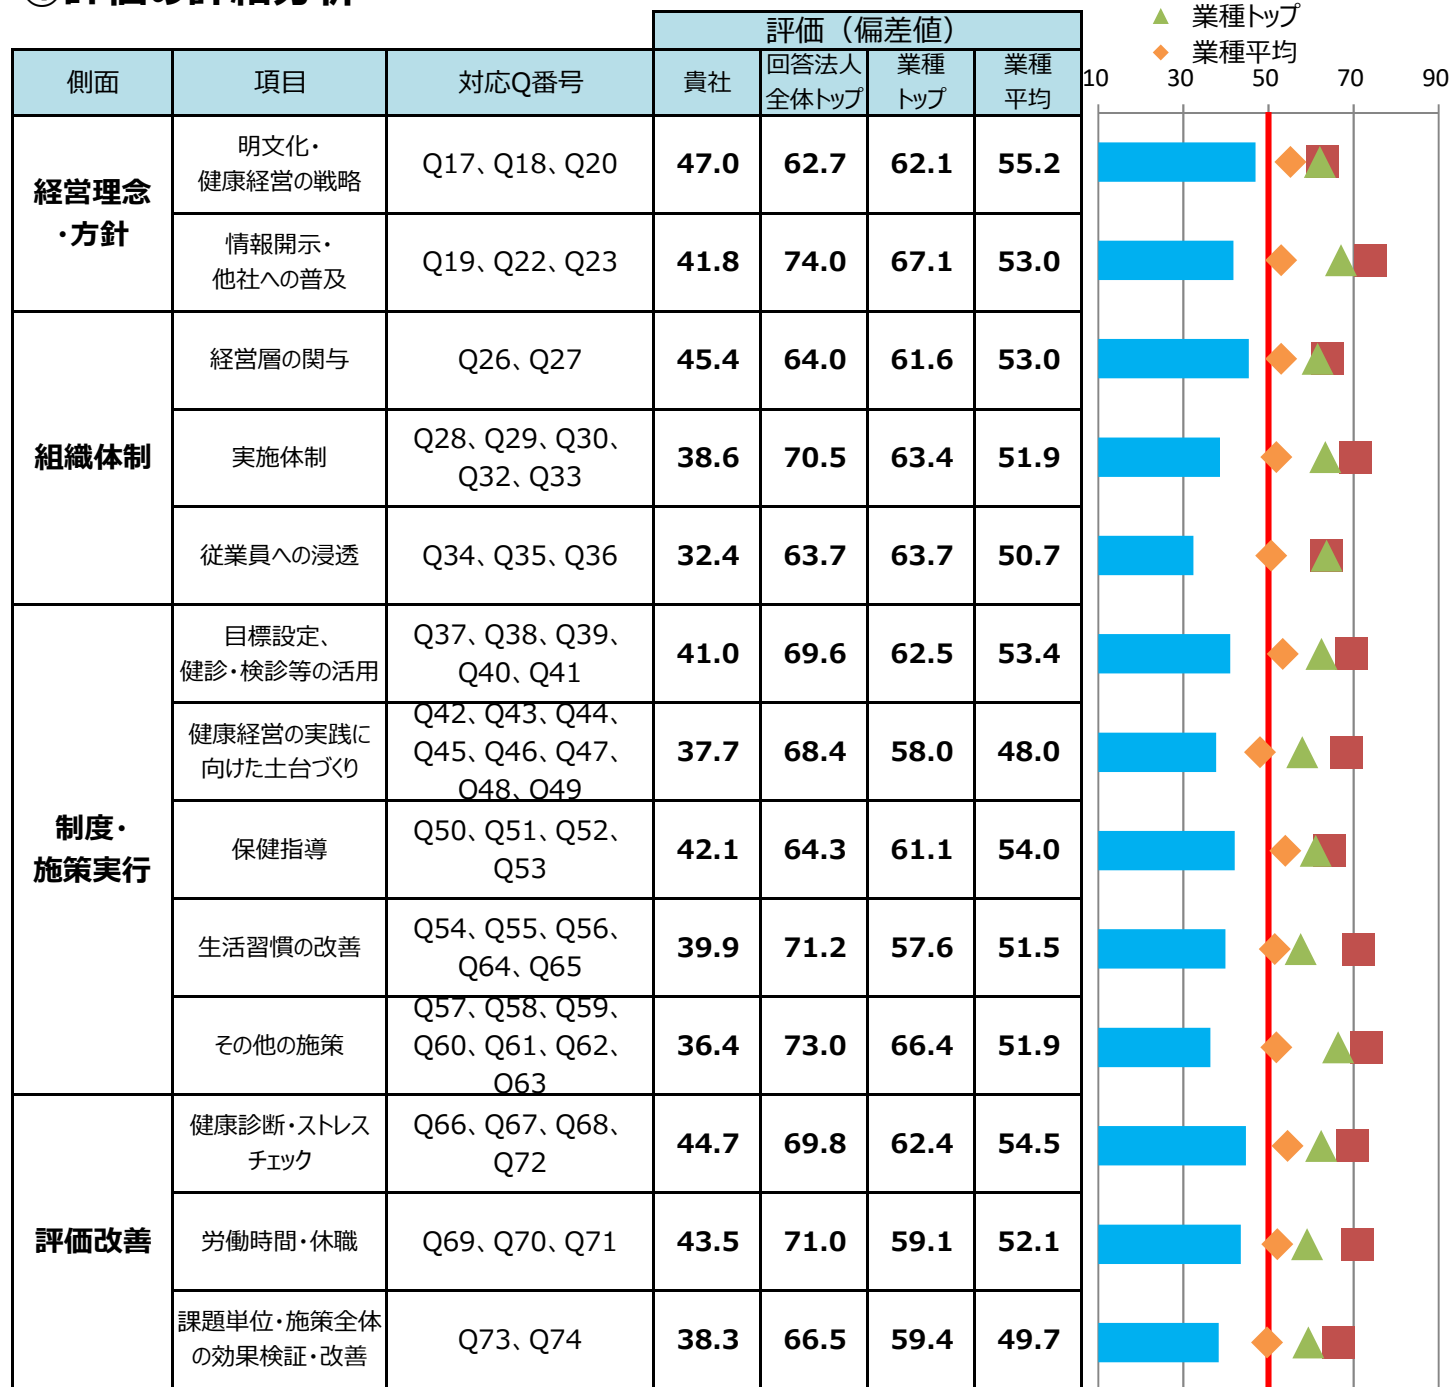 評価（偏差値）
▲ 業種トップ
◆ 業種平均
側面 項目 対応Q番号 貴社 回答法人 業種 業種
全体トップ トップ 平均
10 30 50 70 90
経営理念
・方針
明文化・
健康経営の戦略
Q17、Q18、Q20 47.0 62.7 62.1 55.2
情報開示・
他社への普及
Q19、Q22、Q23 41.8 74.0 67.1 53.0
組織体制
経営層の関与 Q26、Q27 45.4 64.0 61.6 53.0
実施体制
Q28、Q29、Q30、
Q32、Q33
38.6 70.5 63.4 51.9
従業員への浸透 Q34、Q35、Q36 32.4 63.7 63.7 50.7
制度・
施策実行
目標設定、
健診・検診等の活用
Q37、Q38、Q39、
Q40、Q41
41.0 69.6 62.5 53.4
健康経営の実践に
向けた土台づくり
Q42、Q43、Q44、
Q45、Q46、Q47、
Q48、Q49
37.7 68.4 58.0 48.0
保健指導
Q50、Q51、Q52、
Q53
42.1 64.3 61.1 54.0
生活習慣の改善
Q54、Q55、Q56、
Q64、Q65
39.9 71.2 57.6 51.5
その他の施策
Q57、Q58、Q59、
Q60、Q61、Q62、
Q63
36.4 73.0 66.4 51.9
評価改善
健康診断・ストレス
チェック
Q66、Q67、Q68、
Q72
44.7 69.8 62.4 54.5
労働時間・休職 Q69、Q70、Q71 43.5 71.0 59.1 52.1
課題単位・施策全体
の効果検証・改善
Q73、Q74 38.3 66.5 59.4 49.7